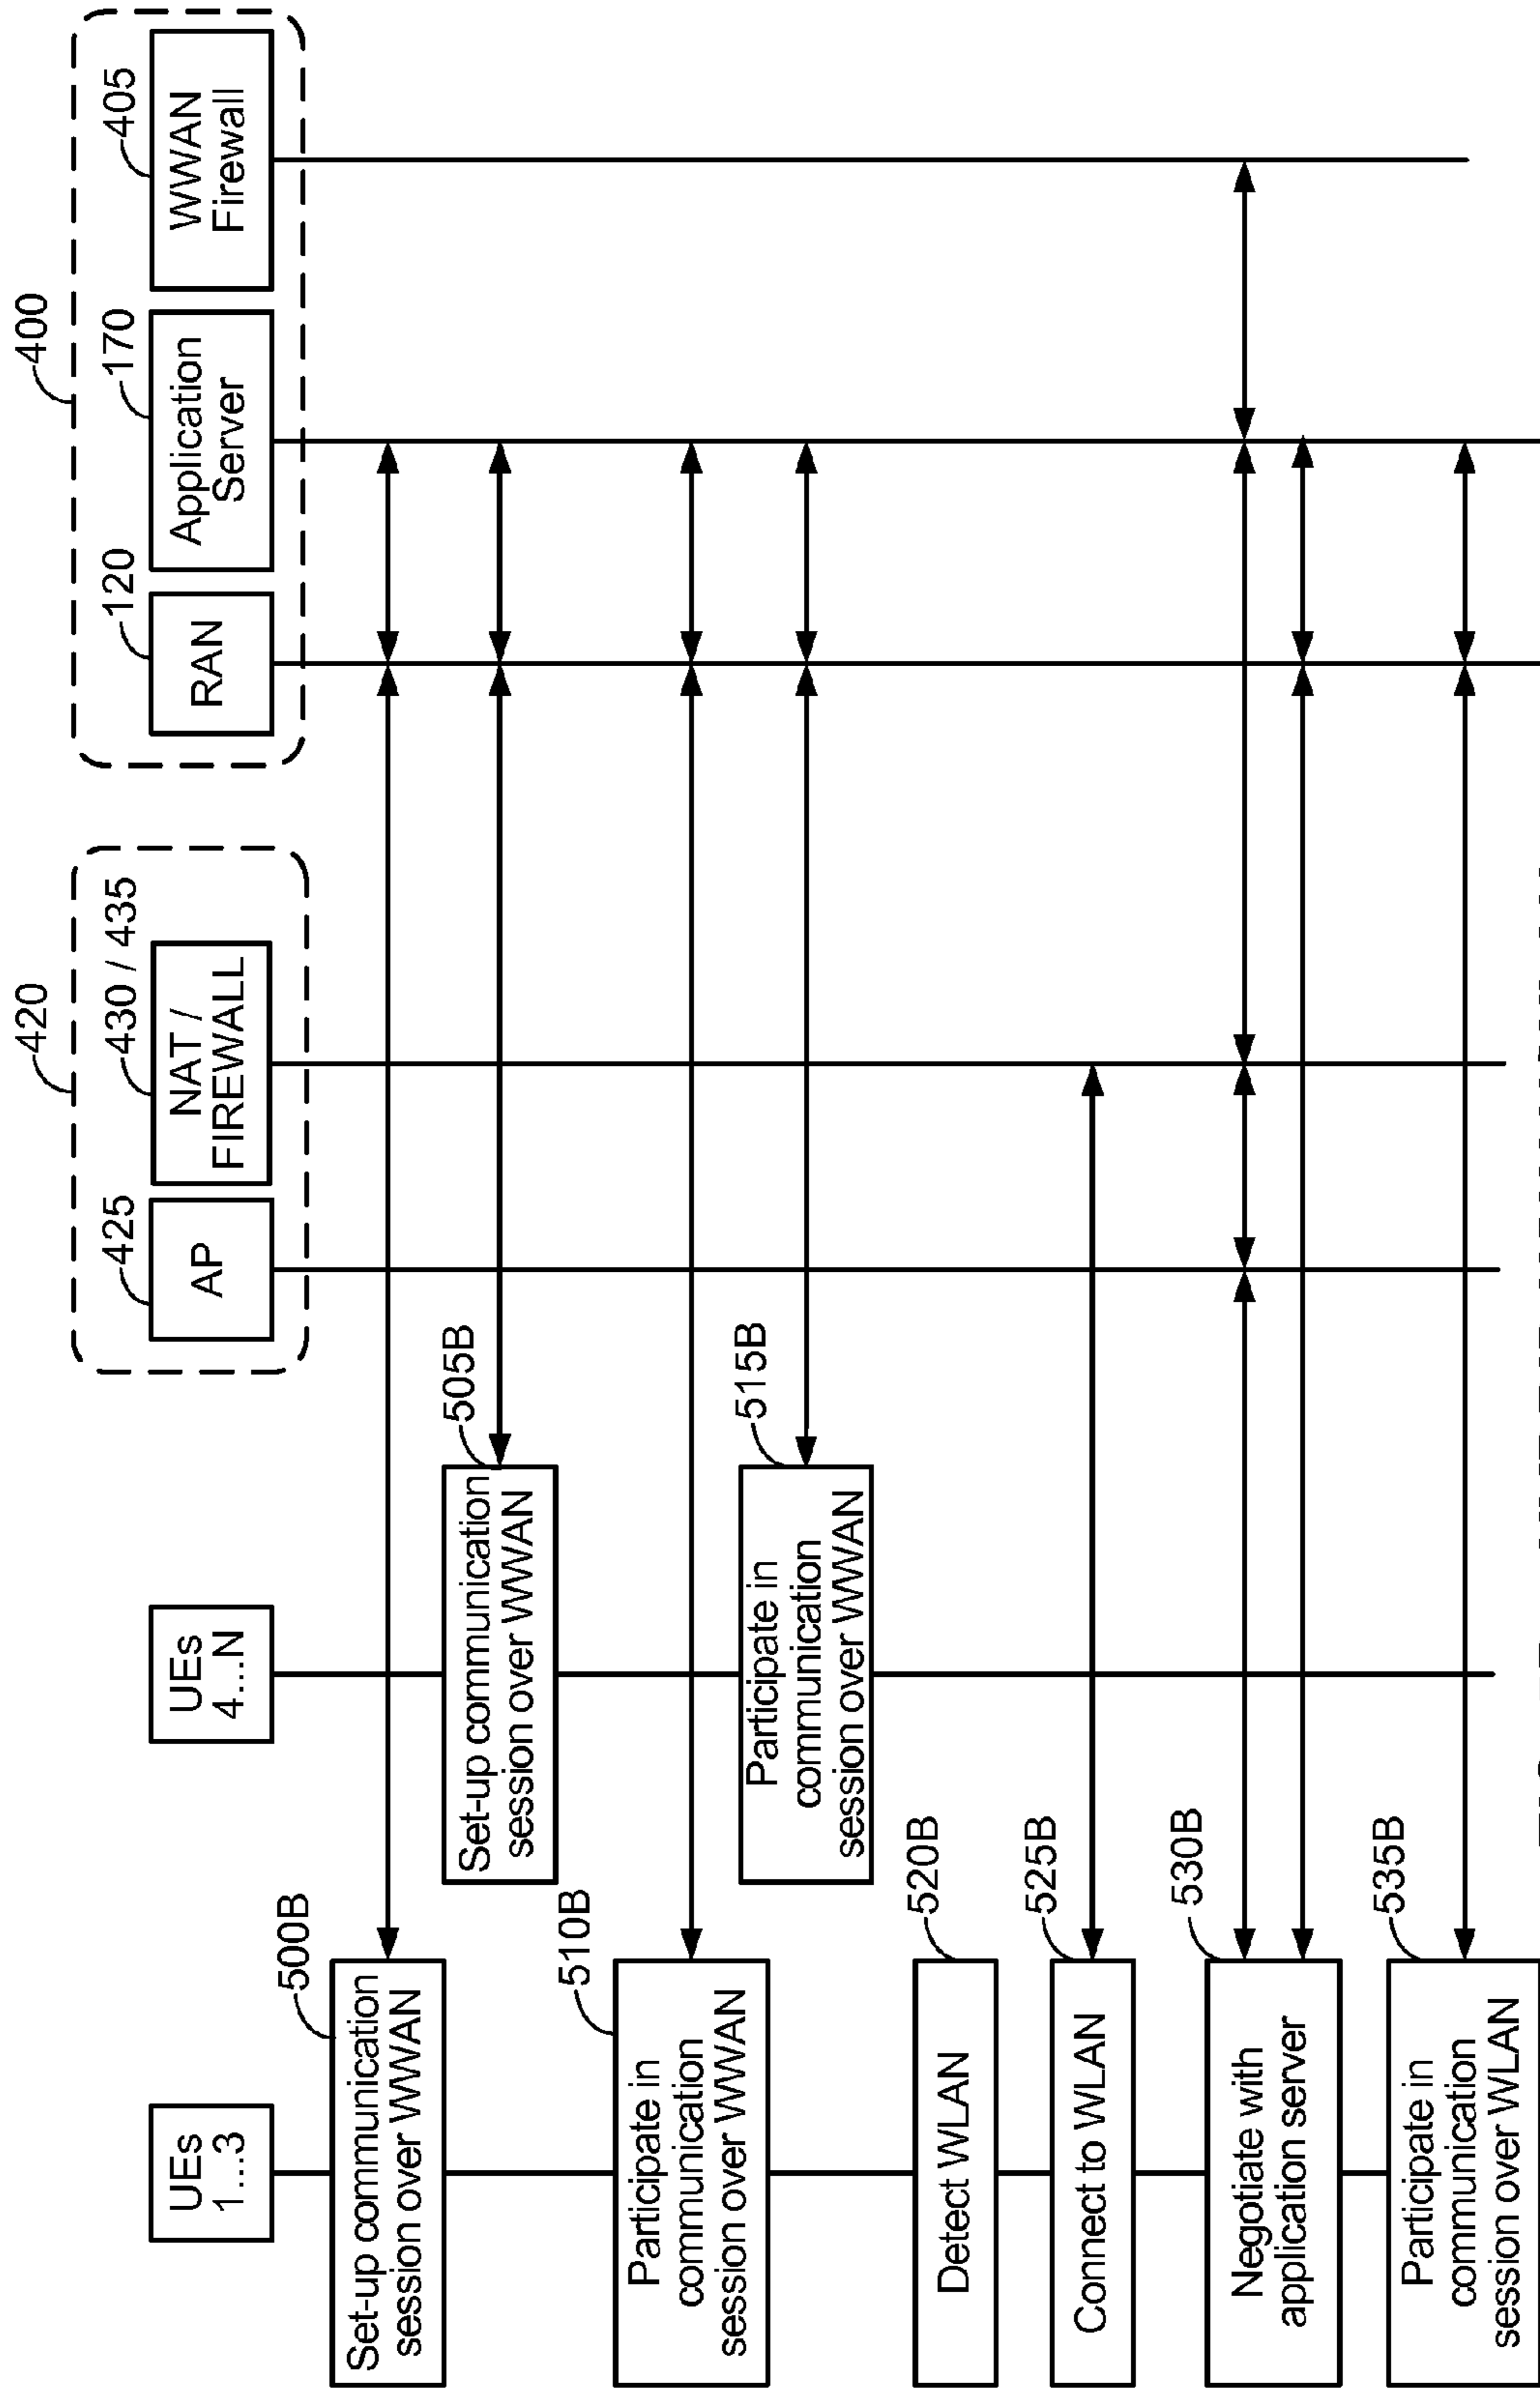 400
420
UEs
1...3
UEs
4...N
425
AP
430 / 435
NAT /
FIREWALL
120
RAN
170
Application
Server
405
WWAN
Firewall
500B
Set-up communication
session over WWAN
505B
Set-up communication
session over WWAN
510B
Participate in
communication
session over WWAN
515B
Participate in
communication
session over WWAN
520B
Detect WLAN
525B
Connect to WLAN
530B
Negotiate with
application server
535B
Participate in
communication
session over WLAN